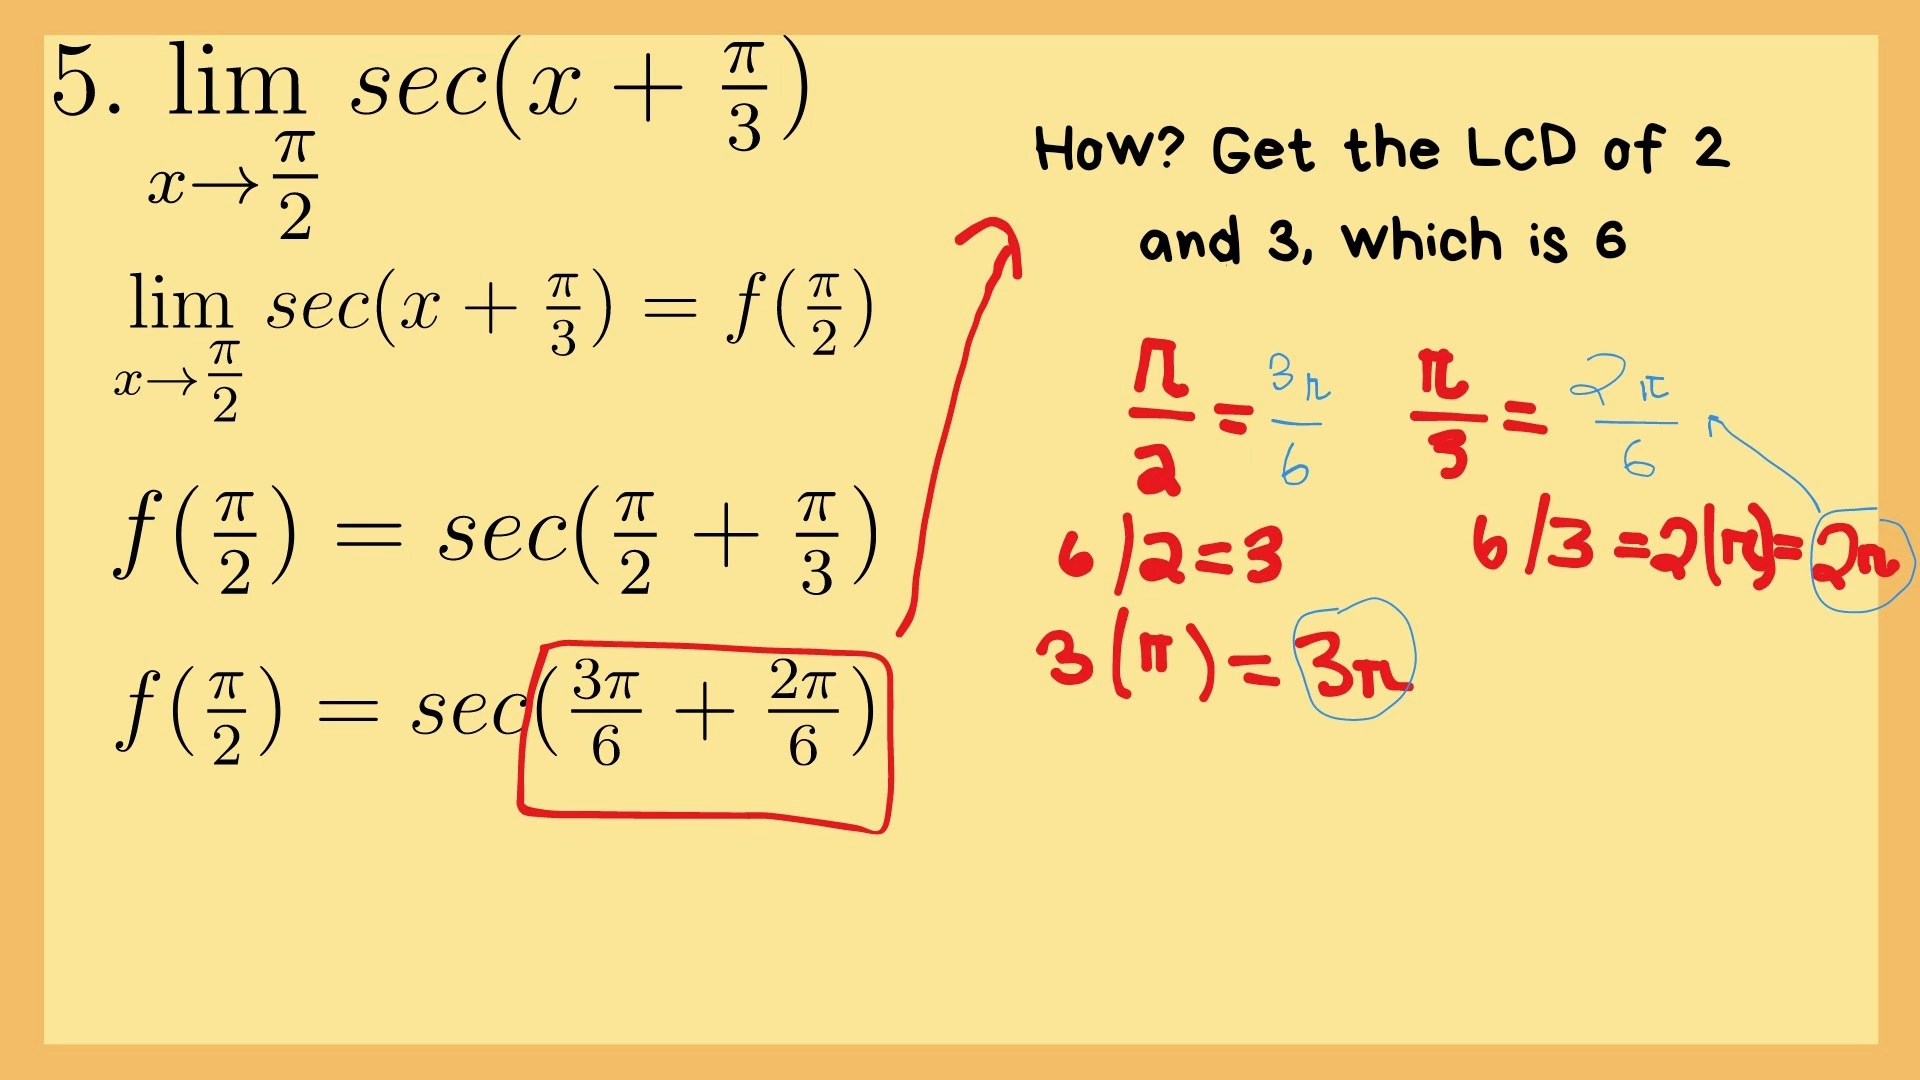 5. lim sec(x + π/3)
x→π/2
lim sec(x + π/3) = f(π/2)
x→π/2
f(π/2) = sec(π/2 + π/3)
f(π/2) = sec(3π/6 + 2π/6)
How? Get the LCD of 2
and 3, which is 6
π/2 = 3π/6
π/3 = 2π/6
6/2=3
3(π) = 3π
6/3=2(π)=2π